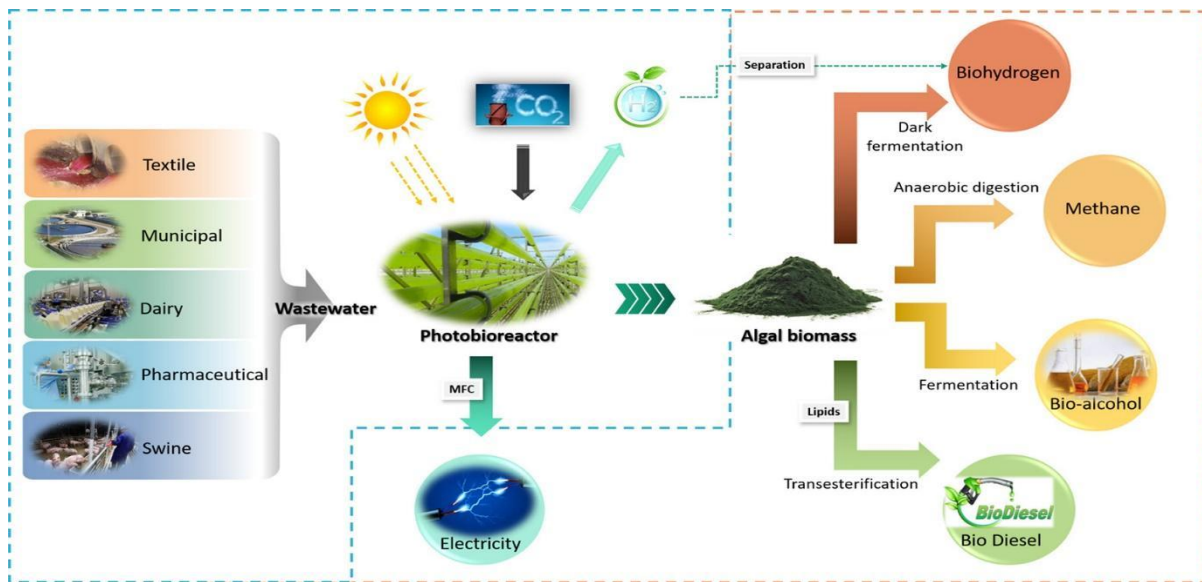 Textile
Municipal
Dairy
Pharmaceutical
Swine
Wastewater
CO2
H2
Photobioreactor
MFC
Electricity
Separation
Biohydrogen
Dark
fermentation
Anaerobic digestion
Methane
Algal biomass
Fermentation
Bio-alcohol
Lipids
Transesterification
BioDiesel
Bio Diesel